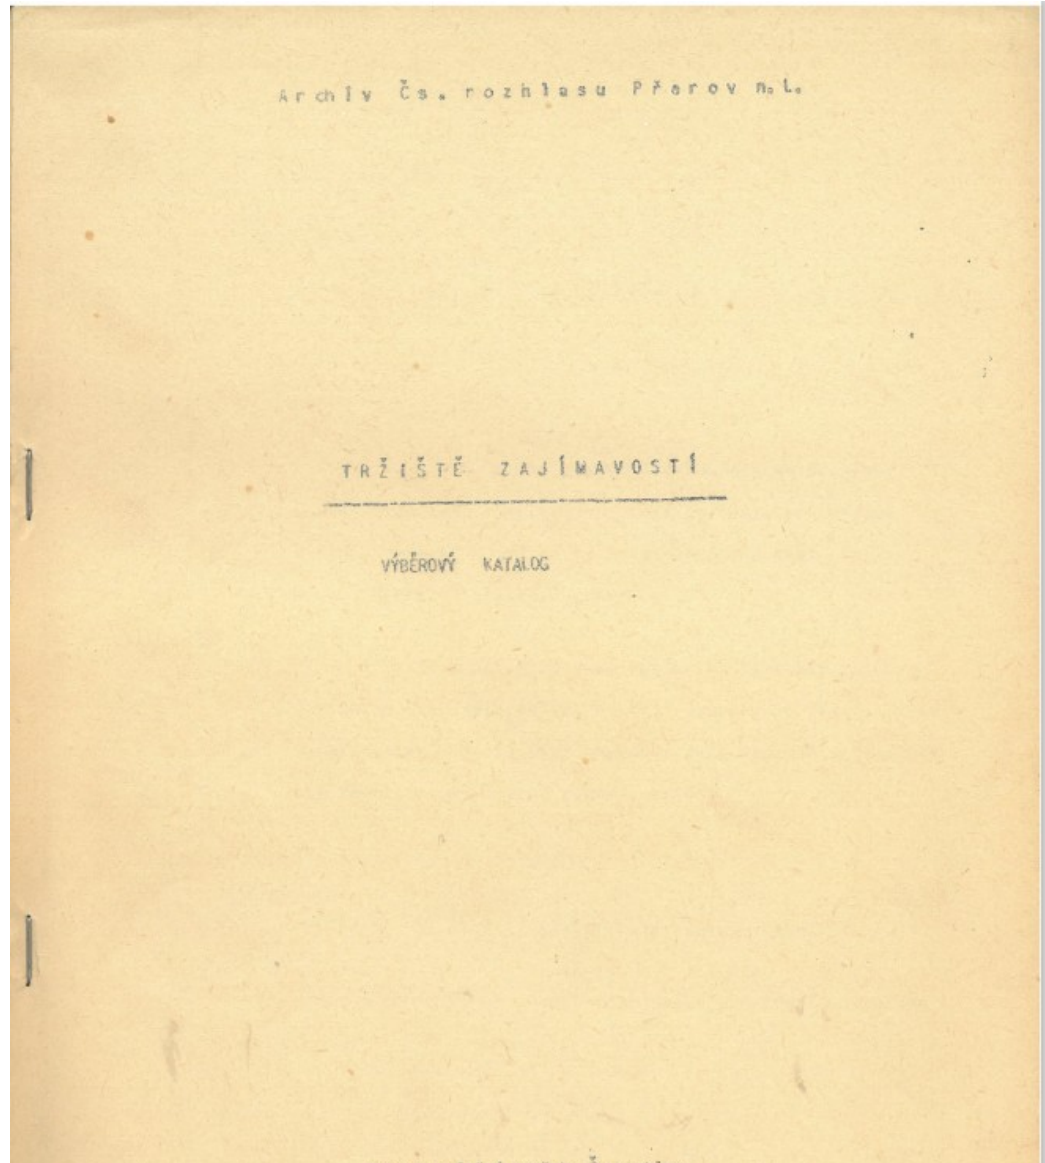 Archiv Čs. rozhlasu Přerov n.L.
TRŽIŠTĚ ZAJÍMAVOSTÍ
VÝBĚROVÝ KATALOG